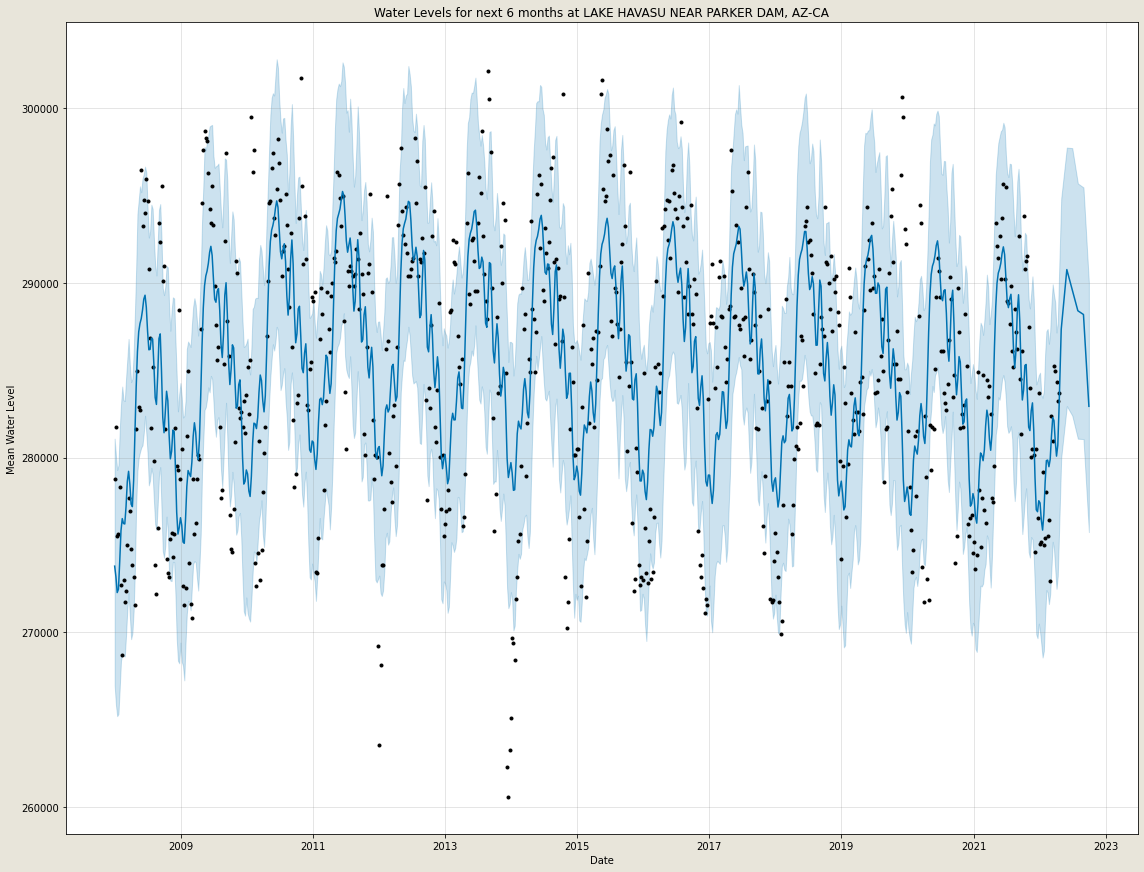 Water Levels for next 6 months at LAKE HAVASU NEAR PARKER DAM, AZ-CA
Mean Water Level
300000
290000
280000
270000
260000
2009 2011 2013 2015 2017 2019 2021 2023
Date